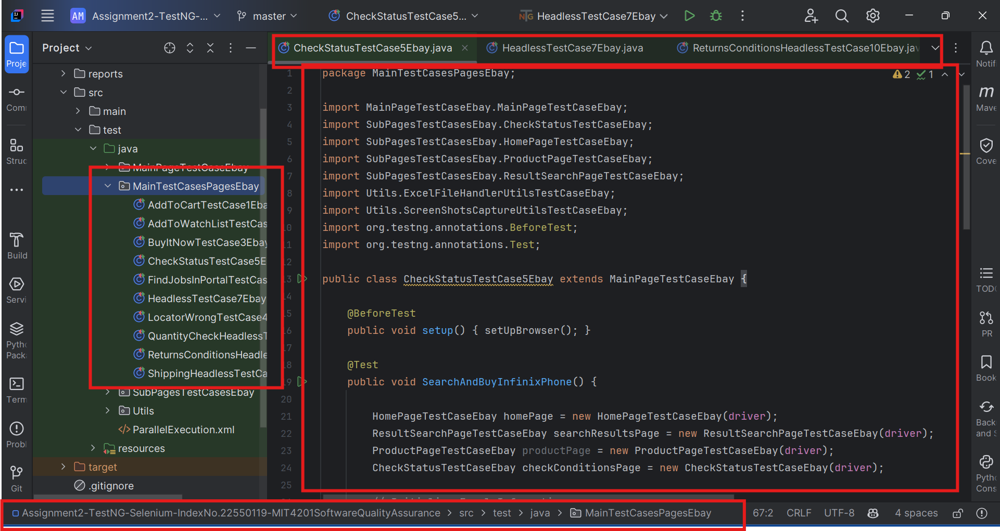 AM Assignment2-TestNG-... master CheckStatusTestCase5... HeadlessTestCase7Ebay
Project
CheckStatusTestCase5Ebay.java HeadlessTestCase7Ebay.java ReturnsConditionsHeadlessTestCase10Ebay.jav
Proje
Comm
Struc
Build
Servi
Pytho
Packa
Term
Probl
Git
reports
src
main
test
java
MainPageTestCaseEbay
MainTestCasesPagesEbay
AddToCartTestCase1Eba
AddToWatchListTestCas
BuyItNowTestCase3Ebay
CheckStatusTestCase5E
FindJobsInPortalTestCas
HeadlessTestCase7Ebay
LocatorWrongTestCase4
QuantityCheckHeadlessT
ReturnsConditionsHeadle
ShippingHeadlessTestCa
SubPagesTestCasesEbay
Utils
</> ParallelExecution.xml
resources
target
.gitignore
2 1
1 package MainTestCasesPagesEbay;
2
3 import MainPageTestCaseEbay.MainPageTestCaseEbay;
4 import SubPagesTestCasesEbay.CheckStatusTestCaseEbay;
5 import SubPagesTestCasesEbay.HomePageTestCaseEbay;
6 import SubPagesTestCasesEbay.ProductPageTestCaseEbay;
7 import SubPagesTestCasesEbay.ResultSearchPageTestCaseEbay;
8 import Utils.ExcelFileHandlerUtilsTestCaseEbay;
9 import Utils.ScreenShotsCaptureUtilsTestCaseEbay;
10 import org.testng.annotations.BeforeTest;
11 import org.testng.annotations.Test;
12
13 public class CheckStatusTestCase5Ebay extends MainPageTestCaseEbay {
14
15 @BeforeTest
16 public void setup() { setUpBrowser(); }
17
18 @Test
19 public void SearchAndBuyInfinixPhone() {
20
21 HomePageTestCaseEbay homePage = new HomePageTestCaseEbay(driver);
22 ResultSearchPageTestCaseEbay searchResultsPage = new ResultSearchPageTestCaseEbay(driver);
23 ProductPageTestCaseEbay productPage = new ProductPageTestCaseEbay(driver);
24 CheckStatusTestCaseEbay checkConditionsPage = new CheckStatusTestCaseEbay(driver);
25
Notifi
Mave
Cove
TODO
PR
Book
Back
and S
Pytho
Cons
Assignment2-TestNG-Selenium-IndexNo.22550119-MIT4201SoftwareQualityAssurance > src > test > java > MainTestCasesPagesEbay 67:2 CRLF UTF-8 4 spaces